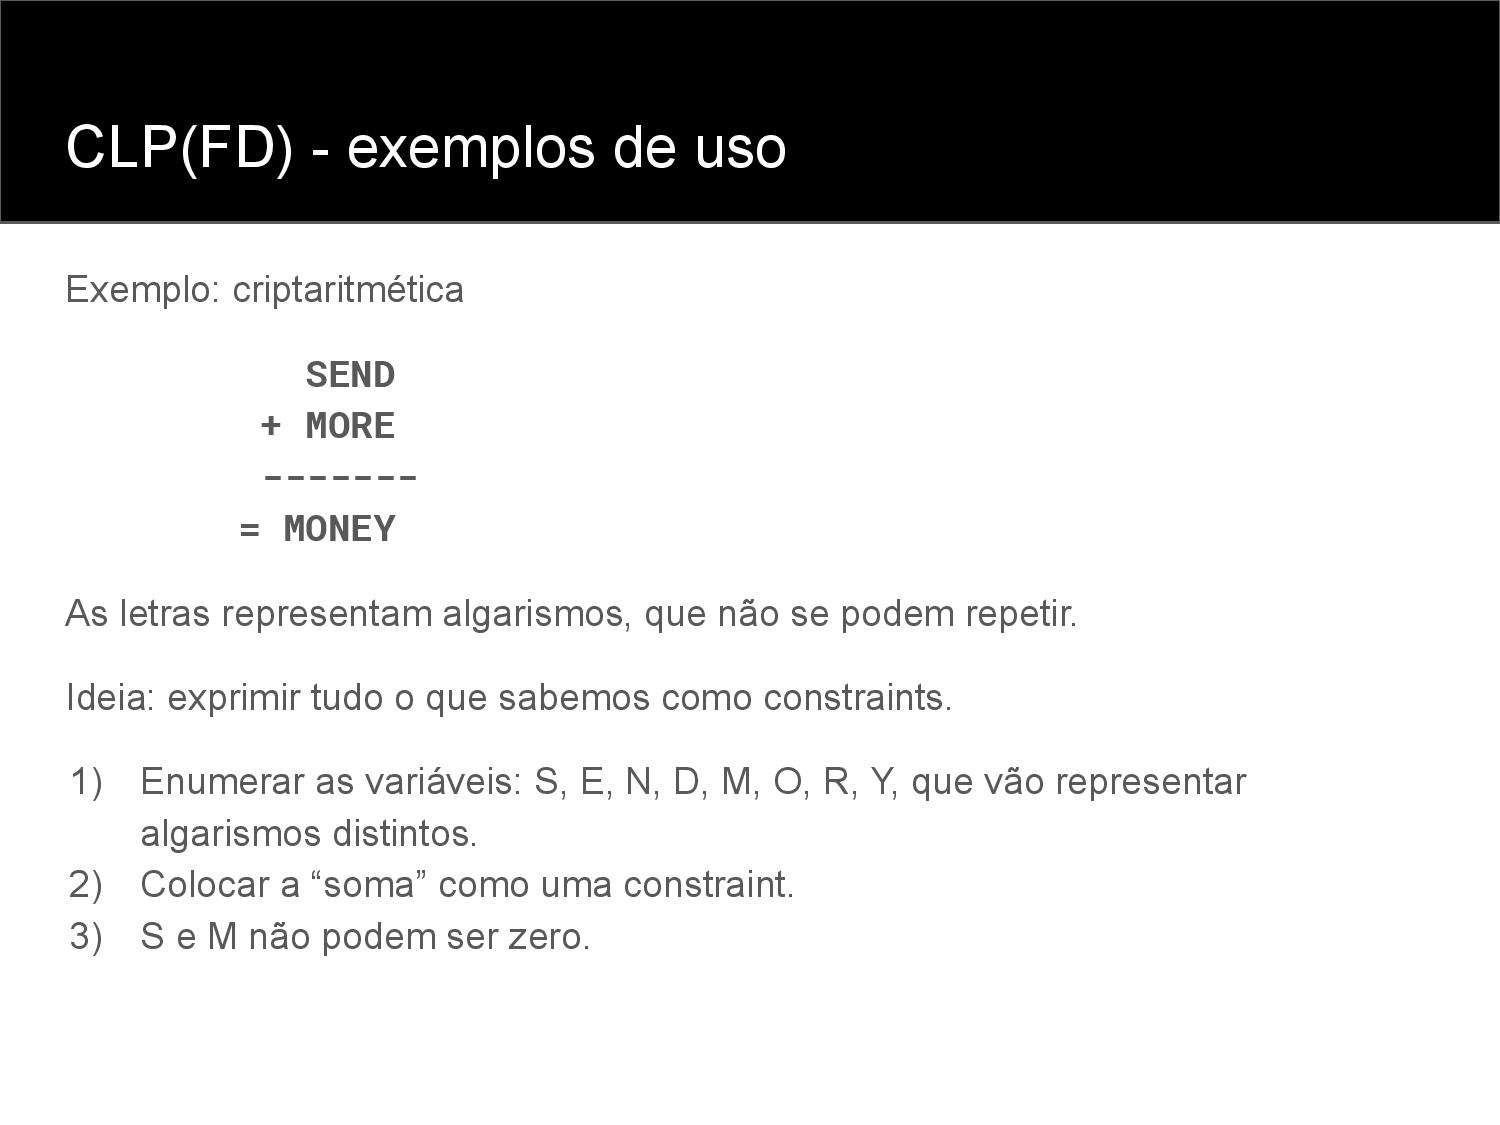 CLP(FD) - exemplos de uso
Exemplo: criptaritmética
SEND
+ MORE
-------
= MONEY
As letras representam algarismos, que não se podem repetir.
Ideia: exprimir tudo o que sabemos como constraints.
1) Enumerar as variáveis: S, E, N, D, M, O, R, Y, que vão representar
algarismos distintos.
2) Colocar a “soma” como uma constraint.
3) S e M não podem ser zero.